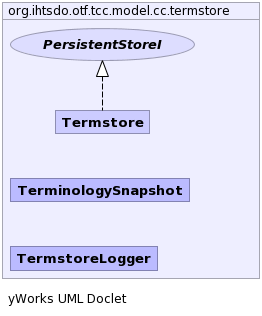 org.ihtsdo.otf.tcc.model.cc.termstore
PersistentStoreI
Termstore
TerminologySnapshot
TermstoreLogger
yWorks UML Doclet